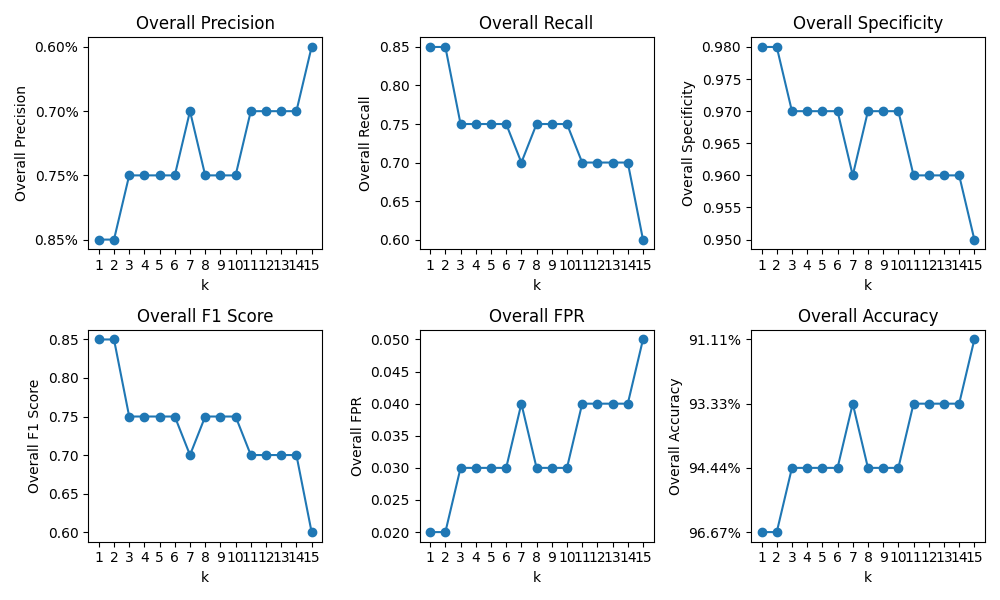 Overall Precision
Overall Precision
0.60%
0.70%
0.75%
0.85%
1 2 3 4 5 6 7 8 9 10 11 12 13 14 15
k
Overall Recall
Overall Recall
0.85
0.80
0.75
0.70
0.65
0.60
1 2 3 4 5 6 7 8 9 10 11 12 13 14 15
k
Overall Specificity
Overall Specificity
0.980
0.975
0.970
0.965
0.960
0.955
0.950
1 2 3 4 5 6 7 8 9 10 11 12 13 14 15
k
Overall F1 Score
Overall F1 Score
0.85
0.80
0.75
0.70
0.65
0.60
1 2 3 4 5 6 7 8 9 10 11 12 13 14 15
k
Overall FPR
Overall FPR
0.050
0.045
0.040
0.035
0.030
0.025
0.020
1 2 3 4 5 6 7 8 9 10 11 12 13 14 15
k
Overall Accuracy
Overall Accuracy
91.11%
93.33%
94.44%
96.67%
1 2 3 4 5 6 7 8 9 10 11 12 13 14 15
k